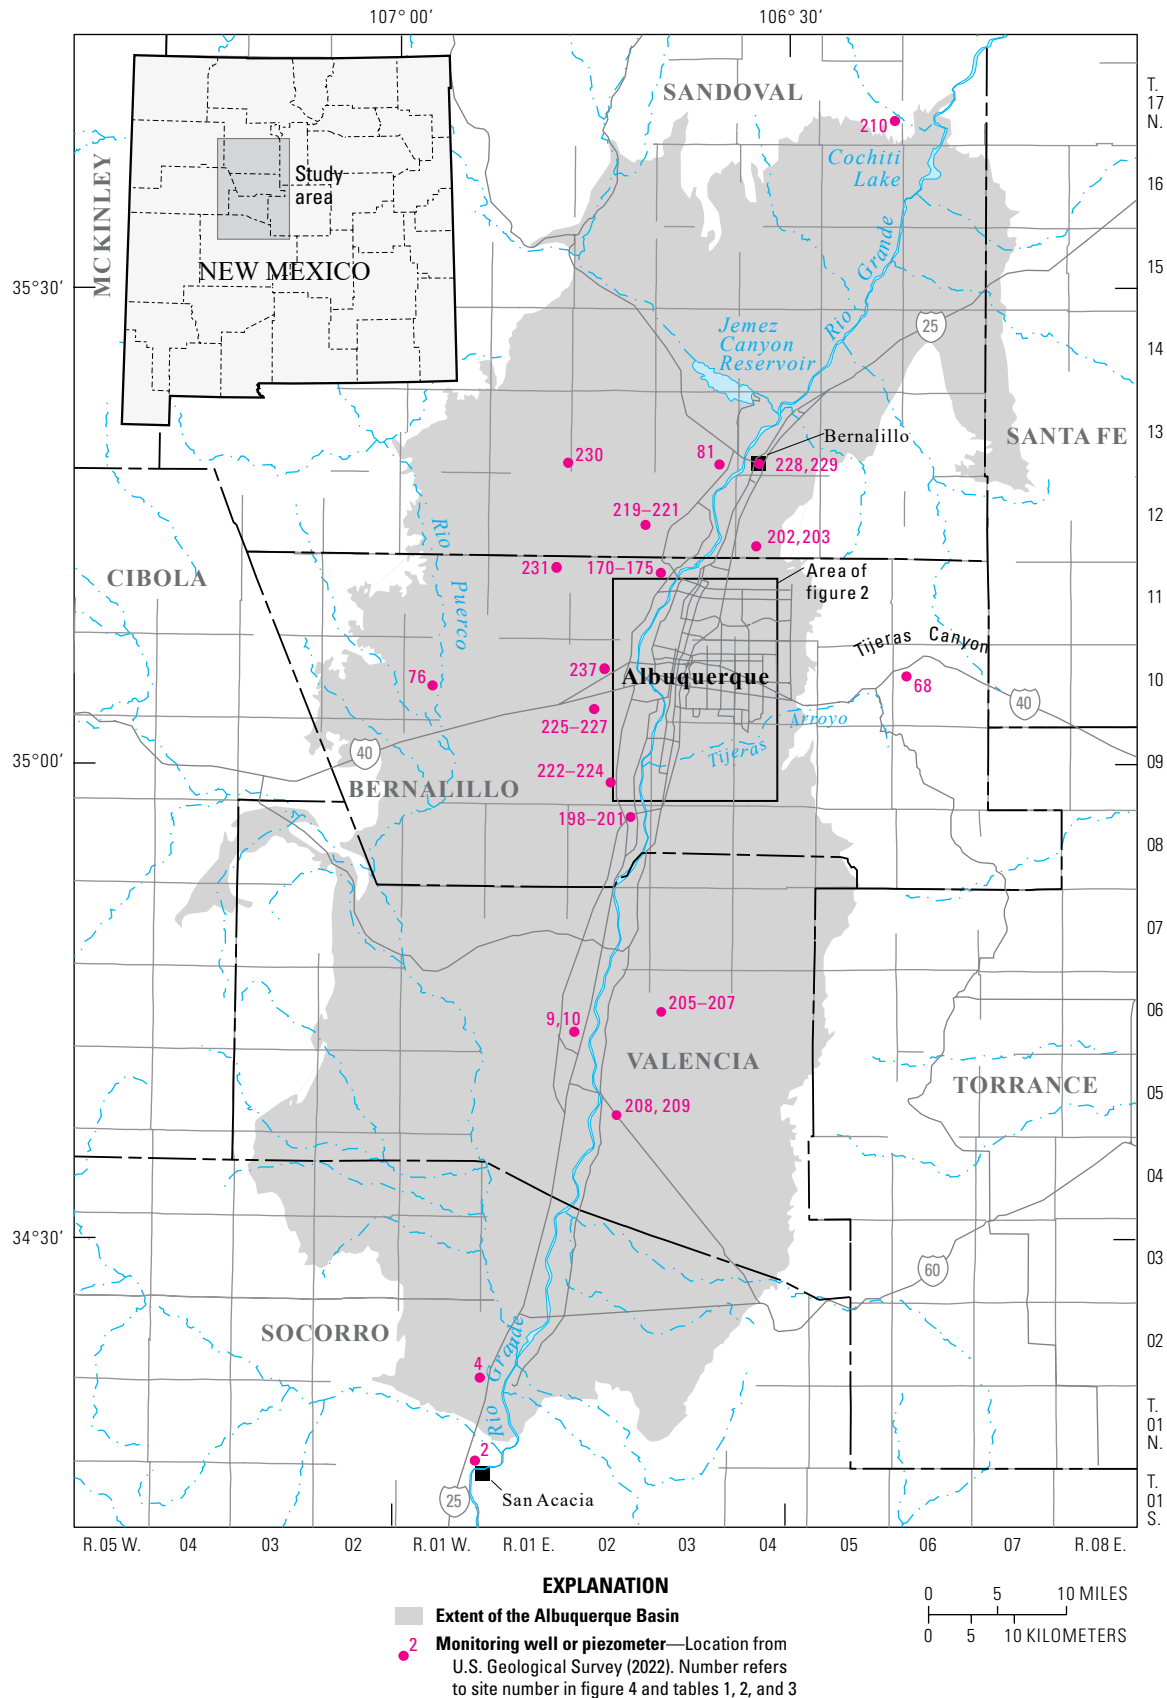 107° 00′
106° 30′
SANDOVAL
T.
17
N.
210
Cochiti
Lake
16
MCKINLEY
Study
area
NEW MEXICO
Rio Grande
15
35° 30′
25
Jemez
Canyon
Reservoir
14
13
SANTA FE
Bernalillo
230
81
228, 229
219–221
12
202, 203
Rio Puerco
CIBOLA
231
170–175
Area of
figure 2
11
Tijeras Canyon
237
Albuquerque
76
68
10
40
225–227
Tijeras Arroyo
40
35° 00′
09
222–224
BERNALILLO
198–201
08
07
205–207
06
9, 10
VALENCIA
TORRANCE
05
208, 209
04
34° 30′
03
60
SOCORRO
02
Rio Grande
4
T.
01
N.
2
San Acacia
25
T.
01
S.
R. 05 W. 04 03 02 R. 01 W. R. 01 E. 02 03 04 05 06 07 R. 08 E.
EXPLANATION
Extent of the Albuquerque Basin
2 Monitoring well or piezometer—Location from
U.S. Geological Survey (2022). Number refers
to site number in figure 4 and tables 1, 2, and 3
0 5 10 MILES
0 5 10 KILOMETERS